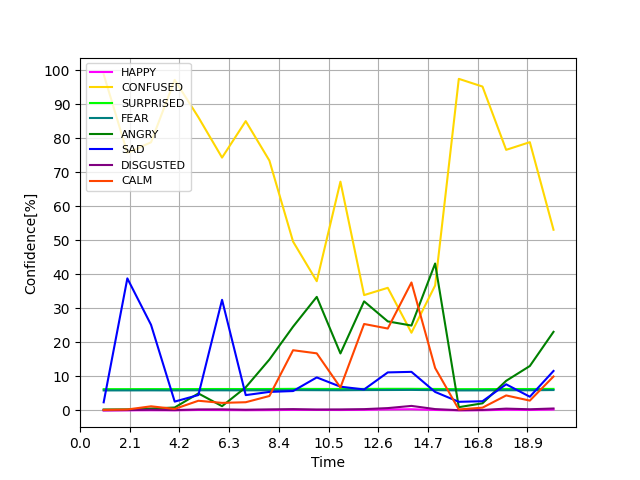 100
90
80
70
60
50
40
30
20
10
0
Confidence[%]
HAPPY
CONFUSED
SURPRISED
FEAR
ANGRY
SAD
DISGUSTED
CALM
0.0 2.1 4.2 6.3 8.4 10.5 12.6 14.7 16.8 18.9
Time